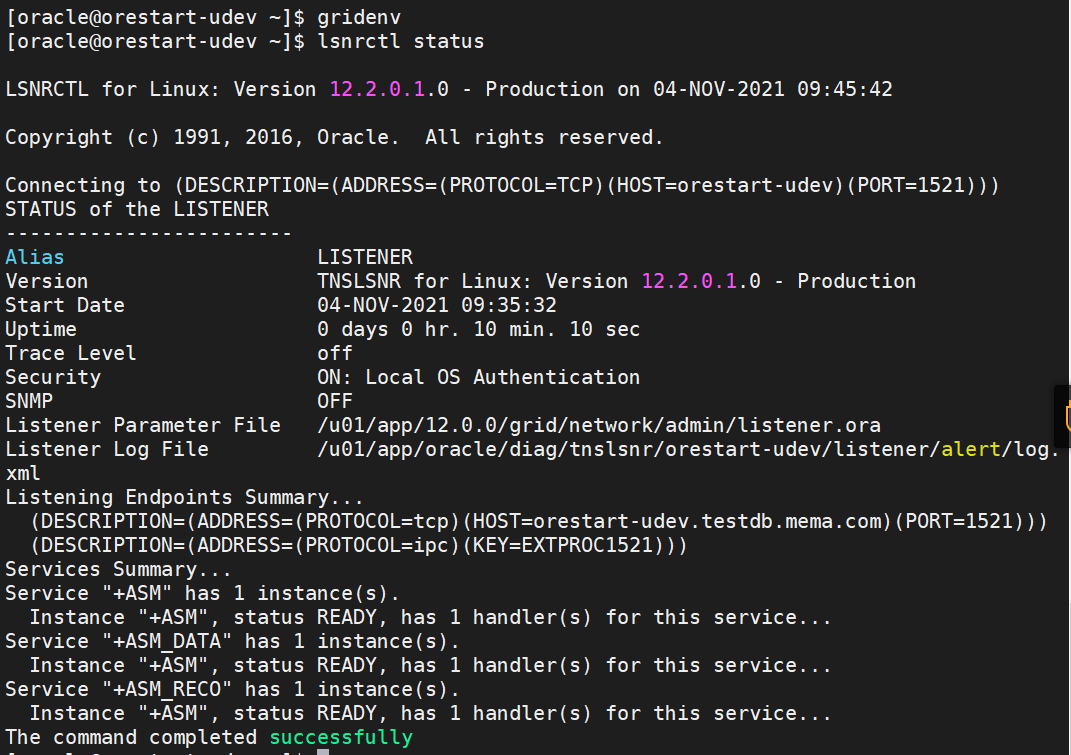 [oracle@orestart-udev ~]$ gridenv
[oracle@orestart-udev ~]$ lsnrctl status
LSNRCTL for Linux: Version 12.2.0.1.0 - Production on 04-NOV-2021 09:45:42
Copyright (c) 1991, 2016, Oracle.  All rights reserved.
Connecting to (DESCRIPTION=(ADDRESS=(PROTOCOL=TCP)(HOST=orestart-udev)(PORT=1521)))
STATUS of the LISTENER
------------------------
Alias                     LISTENER
Version                   TNSLSNR for Linux: Version 12.2.0.1.0 - Production
Start Date                04-NOV-2021 09:35:32
Uptime                    0 days 0 hr. 10 min. 10 sec
Trace Level               off
Security                  ON: Local OS Authentication
SNMP                      OFF
Listener Parameter File   /u01/app/12.0.0/grid/network/admin/listener.ora
Listener Log File         /u01/app/oracle/diag/tnslsnr/orestart-udev/listener/alert/log.
xml
Listening Endpoints Summary...
  (DESCRIPTION=(ADDRESS=(PROTOCOL=tcp)(HOST=orestart-udev.testdb.mema.com)(PORT=1521)))
  (DESCRIPTION=(ADDRESS=(PROTOCOL=ipc)(KEY=EXTPROC1521)))
Services Summary...
Service "+ASM" has 1 instance(s).
  Instance "+ASM", status READY, has 1 handler(s) for this service...
Service "+ASM_DATA" has 1 instance(s).
  Instance "+ASM", status READY, has 1 handler(s) for this service...
Service "+ASM_RECO" has 1 instance(s).
  Instance "+ASM", status READY, has 1 handler(s) for this service...
The command completed successfully